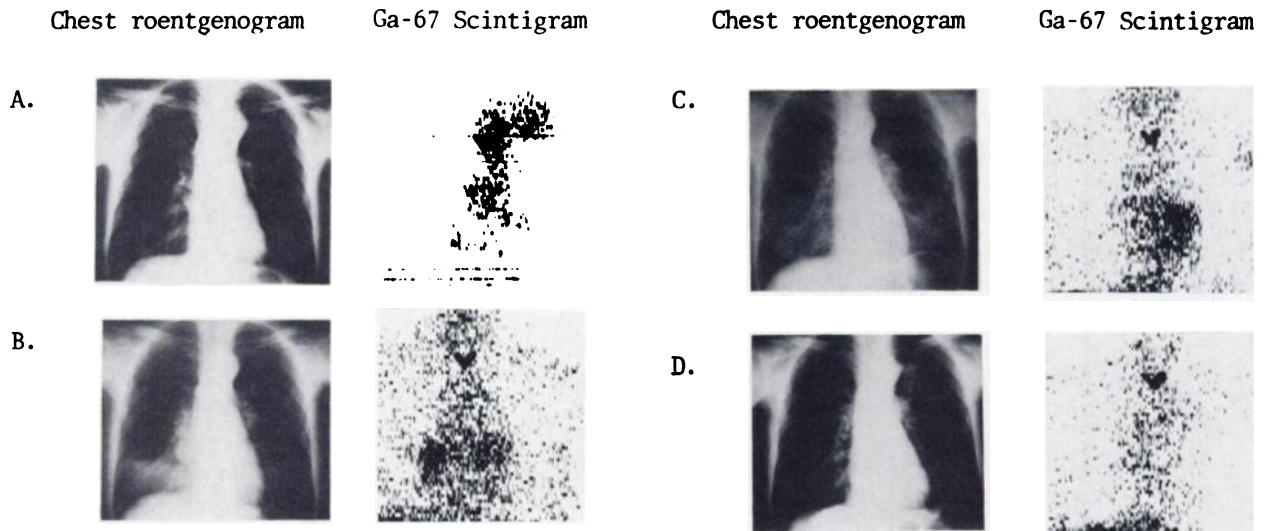 Chest roentgenogram Ga-67 Scintigram Chest roentgenogram Ga-67 Scintigram
A.
C.
B.
D.